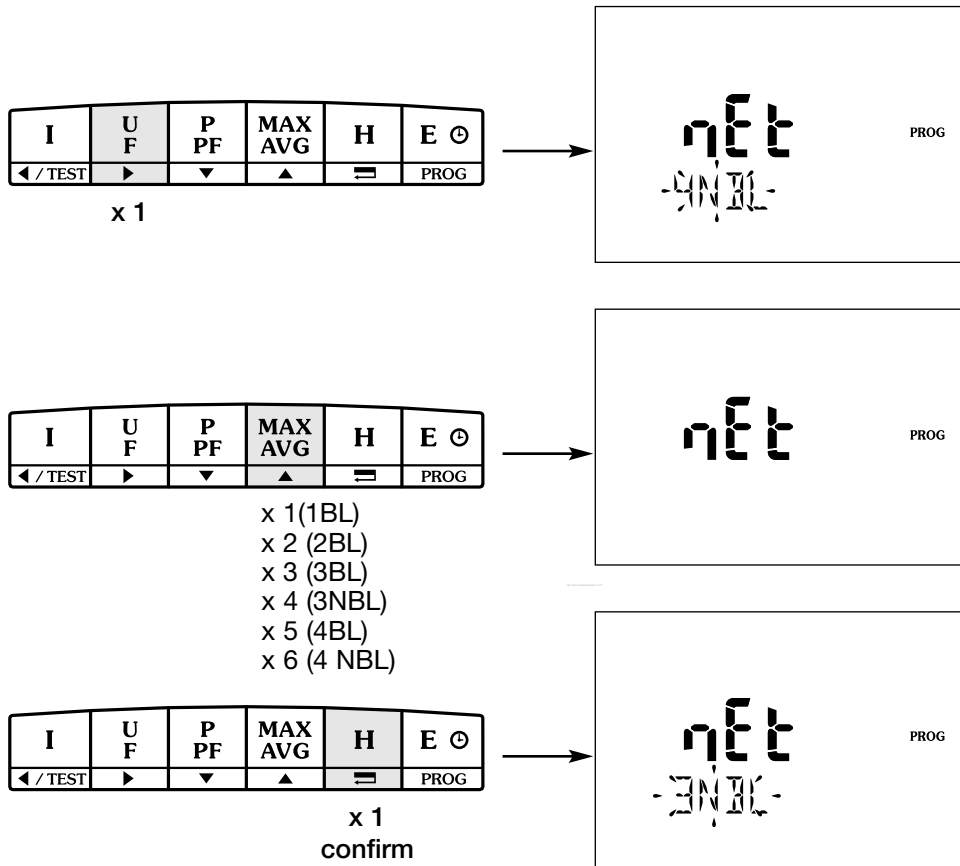 I U F P PF MAX AVG H E
◀ / TEST ▶ ▼ ▲ PROG
x 1
nEt
4NBL
PROG
I U F P PF MAX AVG H E
◀ / TEST ▶ ▼ ▲ PROG
x 1(1BL)
x 2 (2BL)
x 3 (3BL)
x 4 (3NBL)
x 5 (4BL)
x 6 (4 NBL)
nEt
PROG
I U F P PF MAX AVG H E
◀ / TEST ▶ ▼ ▲ PROG
x 1
confirm
nEt
3NBL
PROG